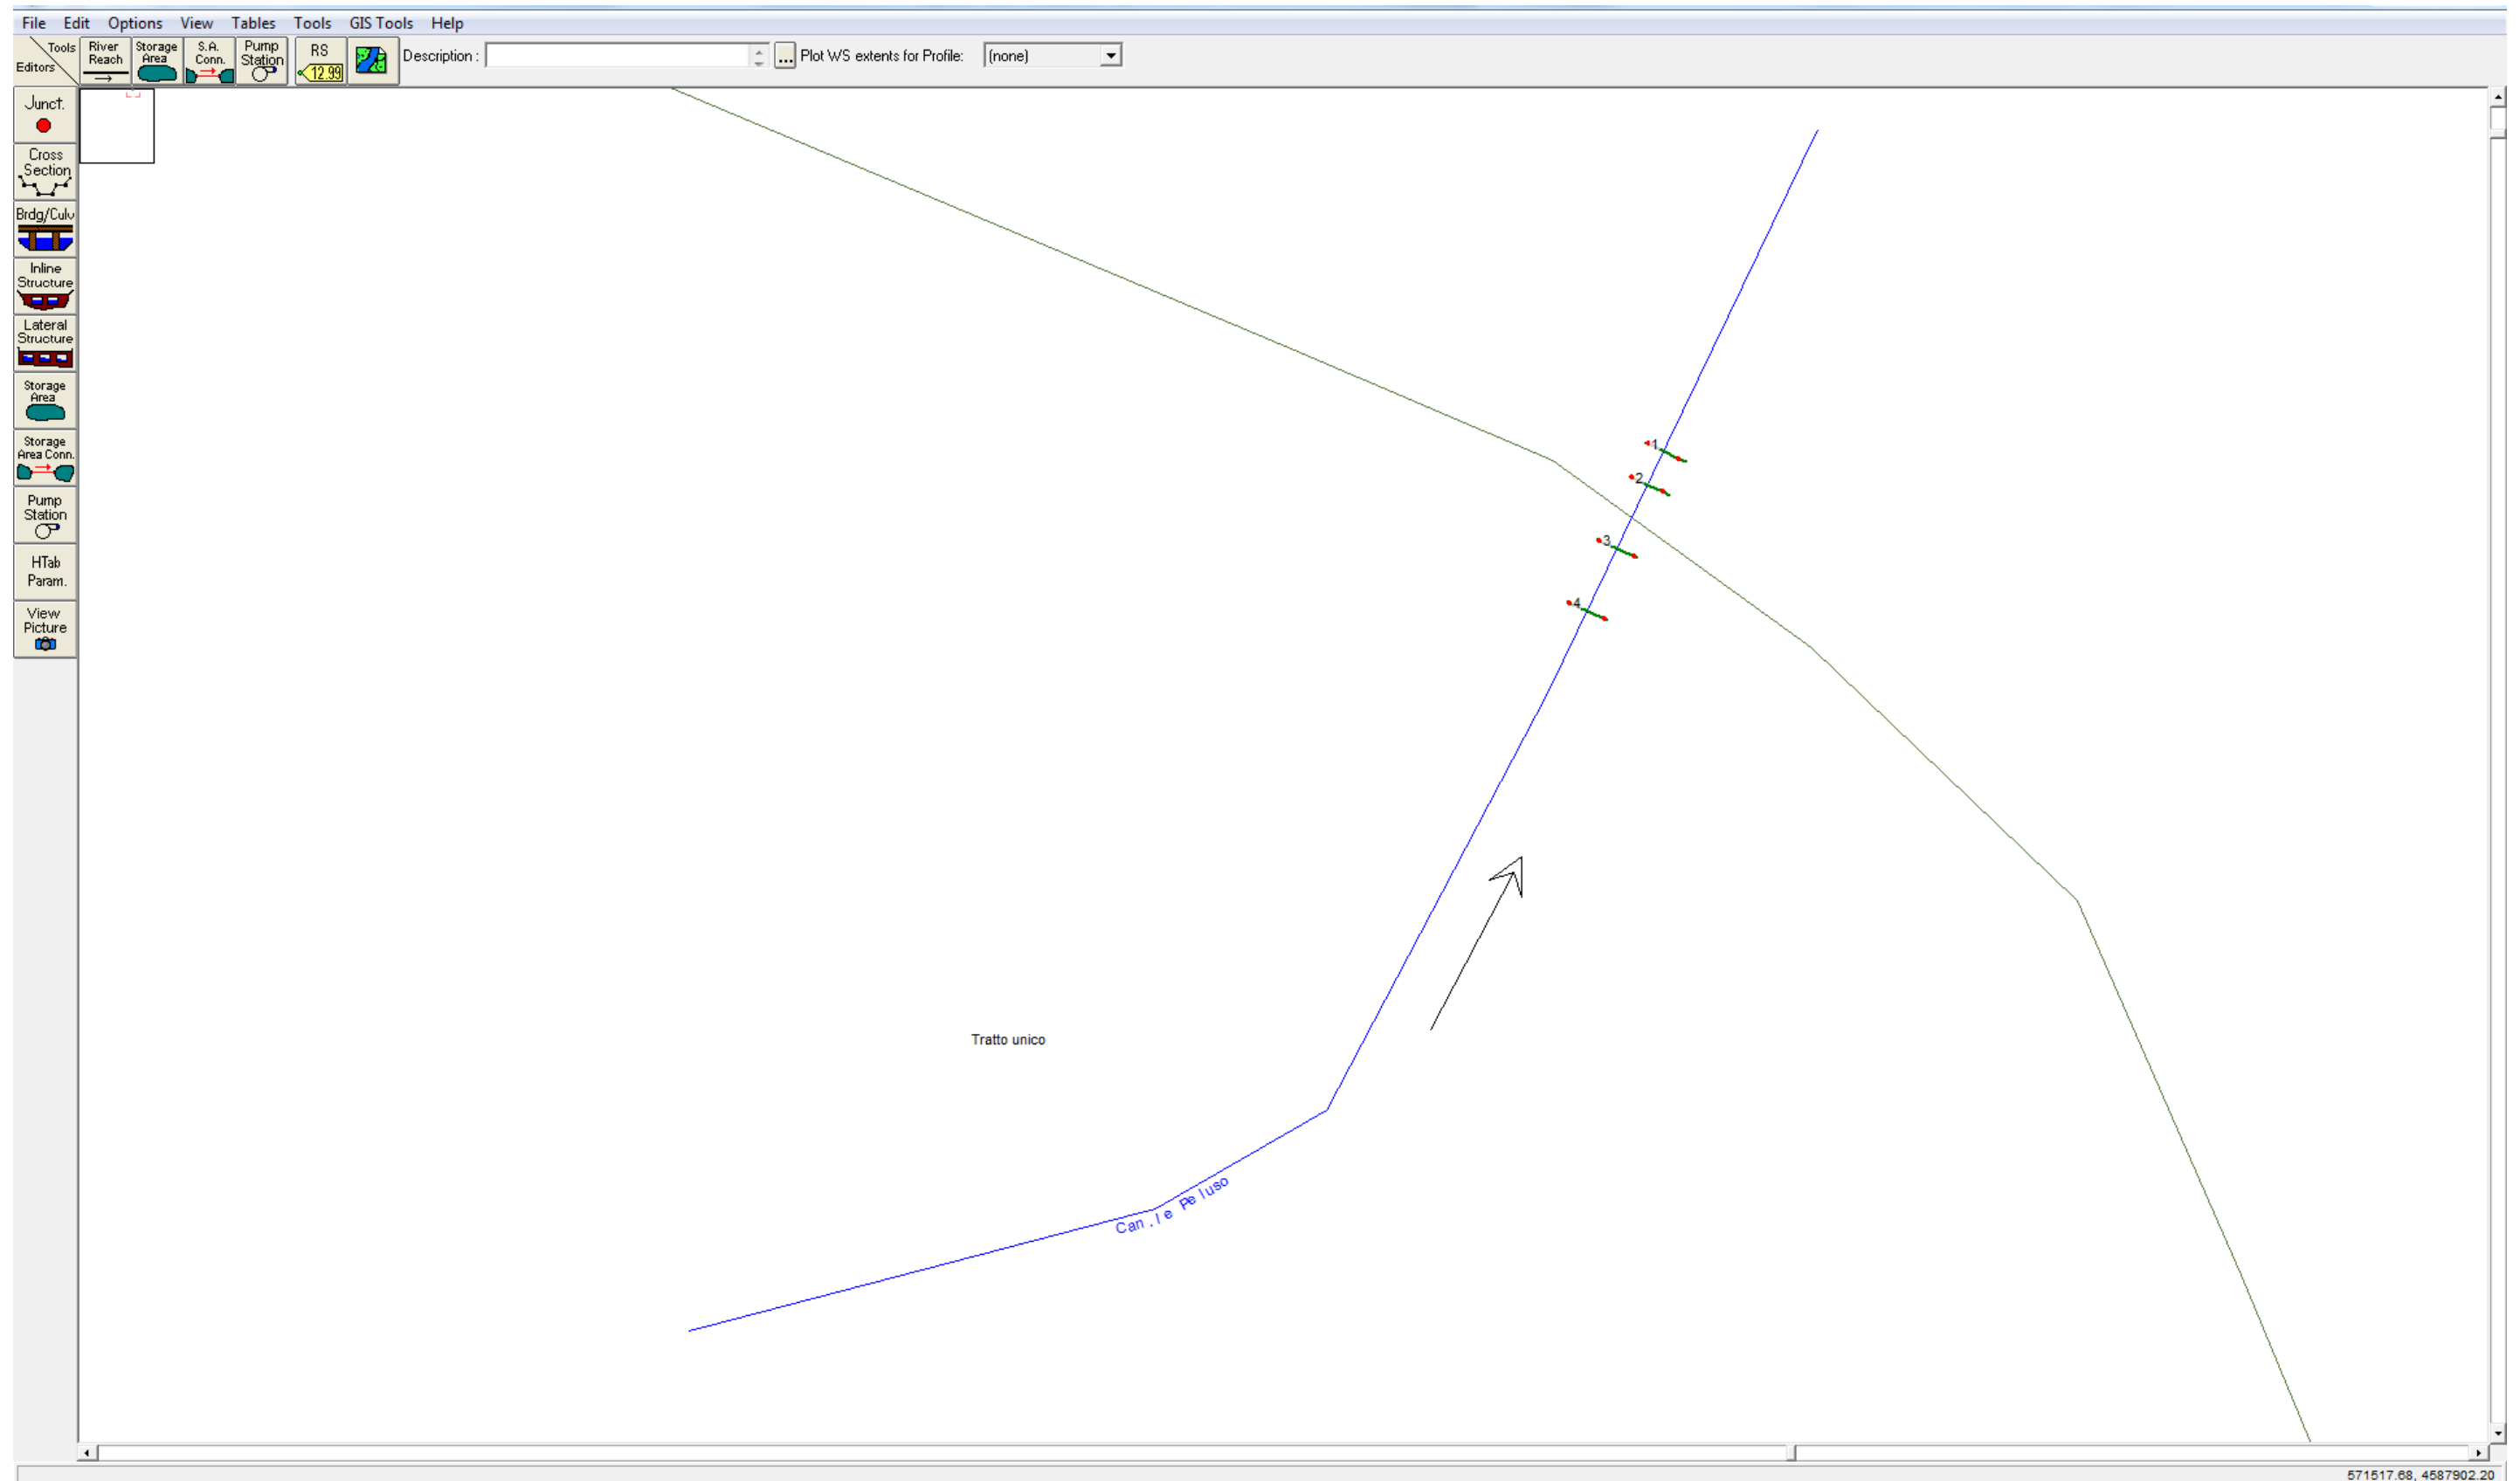 File Edit Options View Tables Tools GIS Tools Help
Tools
Editors
River
Reach
Storage
Area
S.A.
Conn.
Pump
Station
RS
12.99
Description :
...
Plot WS extents for Profile:
(none)
Junct.
Cross
Section
Brdg/Culv
Inline
Structure
Lateral
Structure
Storage
Area
Storage
Area Conn.
Pump
Station
HTab
Param.
View
Picture
1
2
3
4
Tratto unico
Can.le Peluso
571517.68, 4587902.20